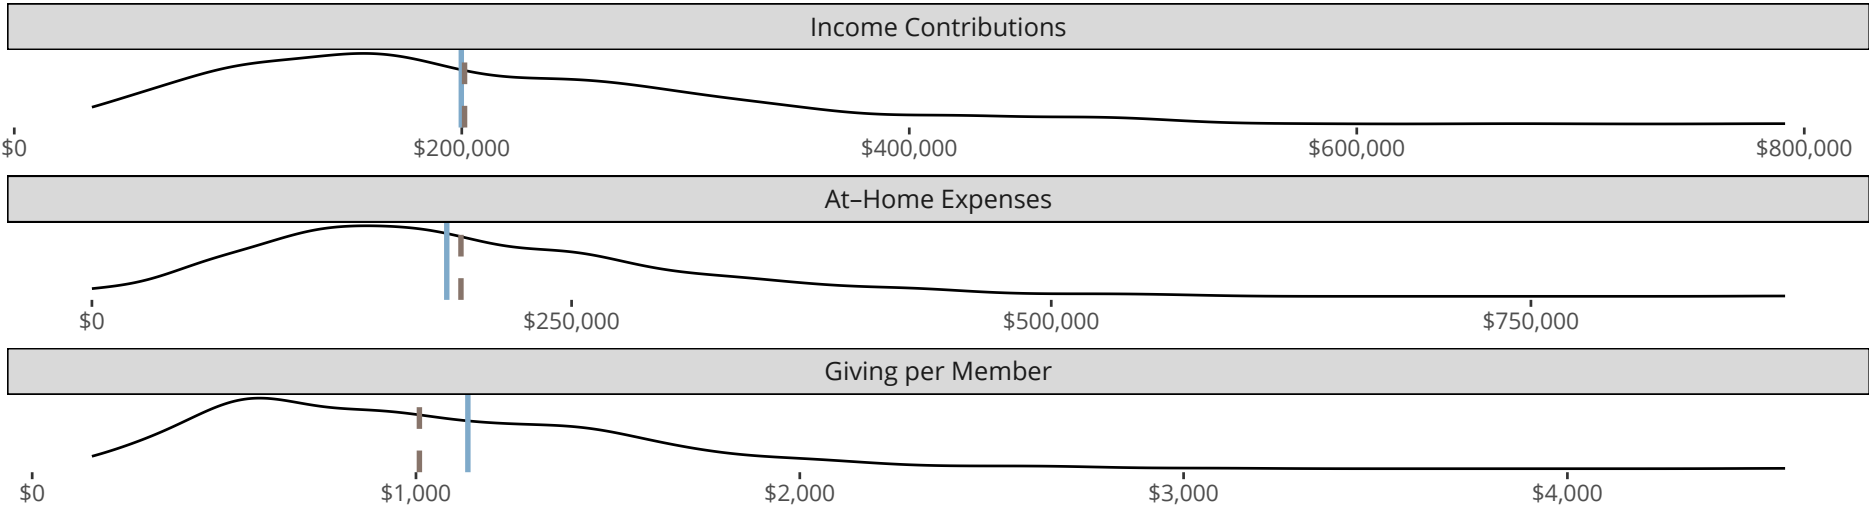 Income Contributions
$0 $200,000 $400,000 $600,000 $800,000
At–Home Expenses
$0 $250,000 $500,000 $750,000
Giving per Member
$0 $1,000 $2,000 $3,000 $4,000